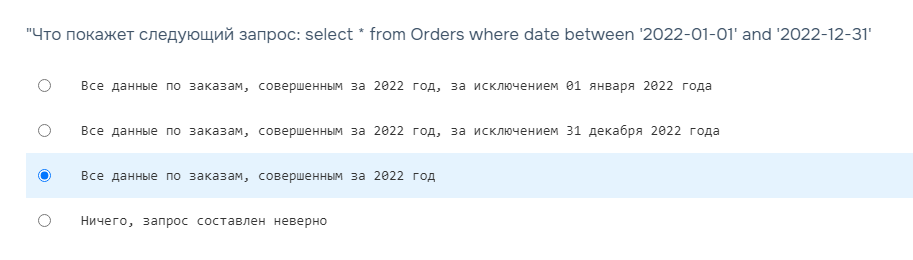 "Что покажет следующий запрос: select * from Orders where date between '2022-01-01' and '2022-12-31'
Все данные по заказам, совершенным за 2022 год, за исключением 01 января 2022 года
Все данные по заказам, совершенным за 2022 год, за исключением 31 декабря 2022 года
Все данные по заказам, совершенным за 2022 год
Ничего, запрос составлен неверно